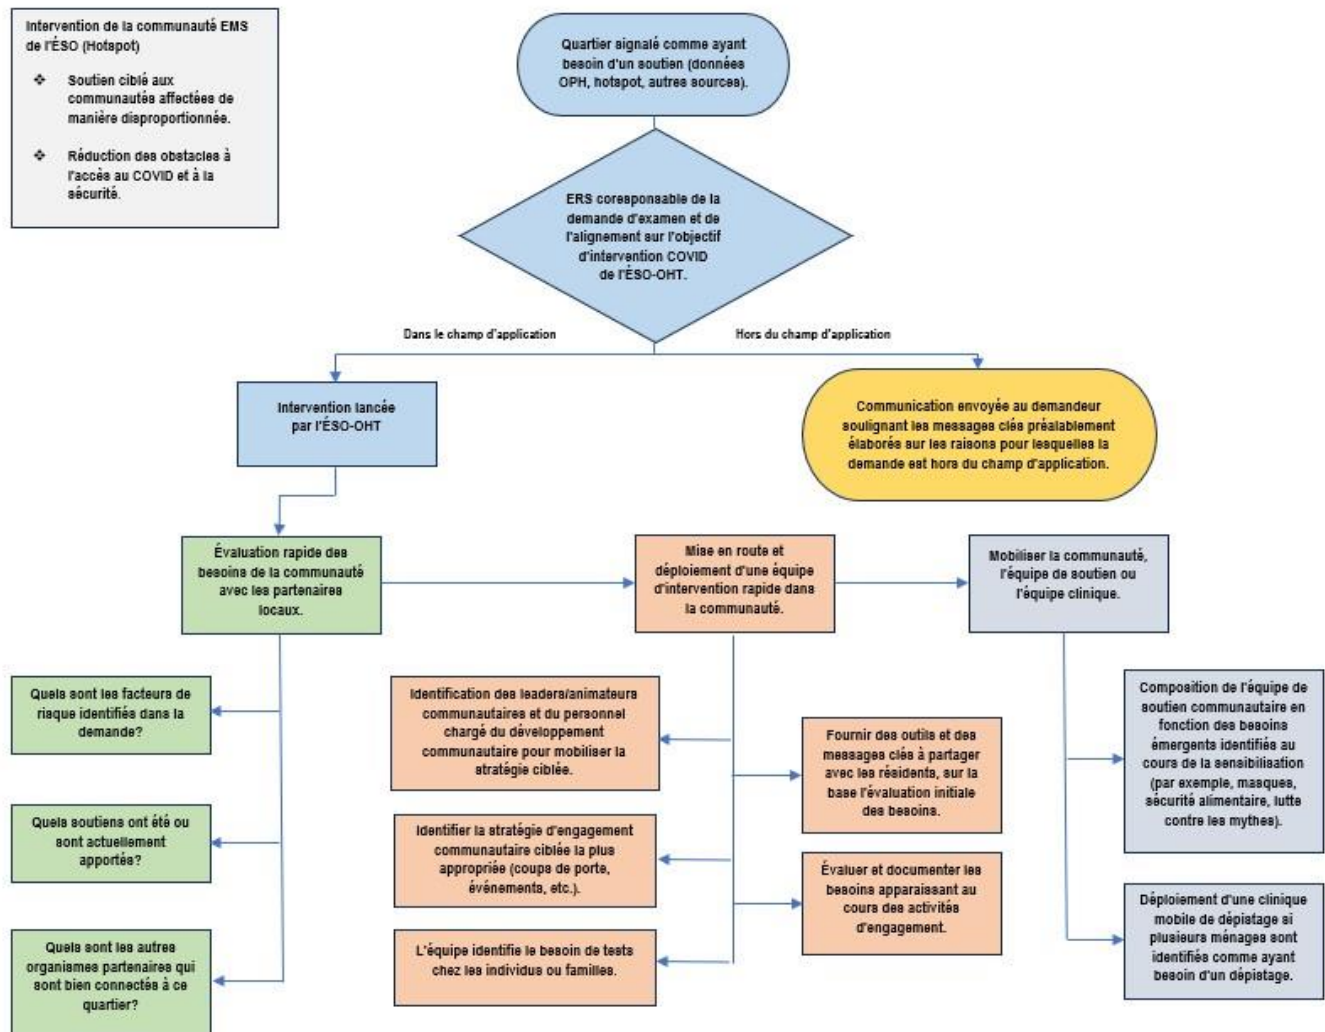 Intervention de la communauté EMS
de l'ÉSO (Hotspot)
❖ Soutien ciblé aux
communautés affectées de
manière disproportionnée.
❖ Réduction des obstacles à
l'accès au COVID et à la
sécurité.
Quartier signalé comme ayant
besoin d'un soutien (données
OPH, hotspot, autres sources).
ERS coresponsable de la
demande d'examen et de
l'alignement sur l'objectif
d'intervention COVID
de l'ÉSO-OHT.
Dans le champ d'application
Hors du champ d'application
Intervention lancée
par l'ÉSO-OHT
Communication envoyée au demandeur
soulignant les messages clés préalablement
élaborés sur les raisons pour lesquelles la
demande est hors du champ d'application.
Évaluation rapide des
besoins de la communauté
avec les partenaires
locaux.
Mise en route et
déploiement d'une équipe
d'intervention rapide dans
la communauté.
Mobiliser la communauté,
l'équipe de soutien ou
l'équipe clinique.
Quels sont les facteurs de
risque identifiés dans la
demande?
Quels soutiens ont été ou
sont actuellement
apportés?
Quels sont les autres
organismes partenaires qui
sont bien connectés à ce
quartier?
Identification des leaders/animateurs
communautaires et du personnel
chargé du développement
communautaire pour mobiliser la
stratégie ciblée.
Identifier la stratégie d'engagement
communautaire ciblée la plus
appropriée (coups de porte,
événements, etc.).
L'équipe identifie le besoin de tests
chez les individus ou familles.
Fournir des outils et des
messages clés à partager
avec les résidents, sur la
base l'évaluation initiale
des besoins.
Évaluer et documenter les
besoins apparaissant au
cours des activités
d'engagement.
Composition de l'équipe de
soutien communautaire en
fonction des besoins
émergents identifiés au
cours de la sensibilisation
(par exemple, masques,
sécurité alimentaire, lutte
contre les mythes).
Déploiement d'une clinique
mobile de dépistage si
plusieurs ménages sont
identifiés comme ayant
besoin d'un dépistage.